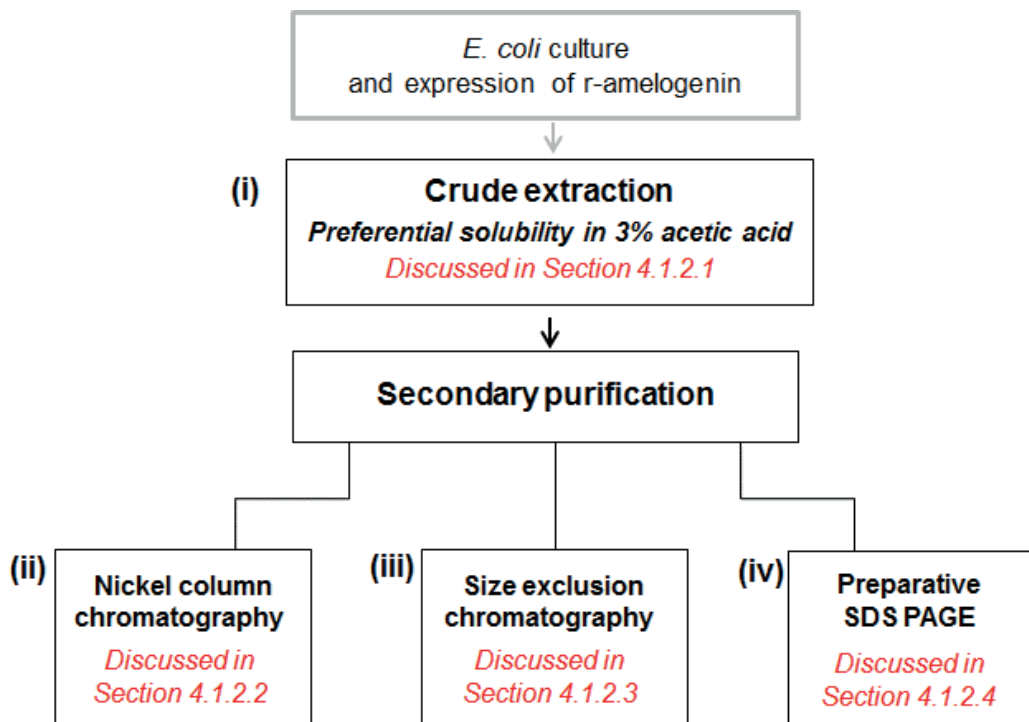 E. coli culture
and expression of r-amelogenin
(i)
Crude extraction
Preferential solubility in 3% acetic acid
Discussed in Section 4.1.2.1
Secondary purification
(ii)
Nickel column
chromatography
Discussed in
Section 4.1.2.2
(iii)
Size exclusion
chromatography
Discussed in
Section 4.1.2.3
(iv)
Preparative
SDS PAGE
Discussed in
Section 4.1.2.4